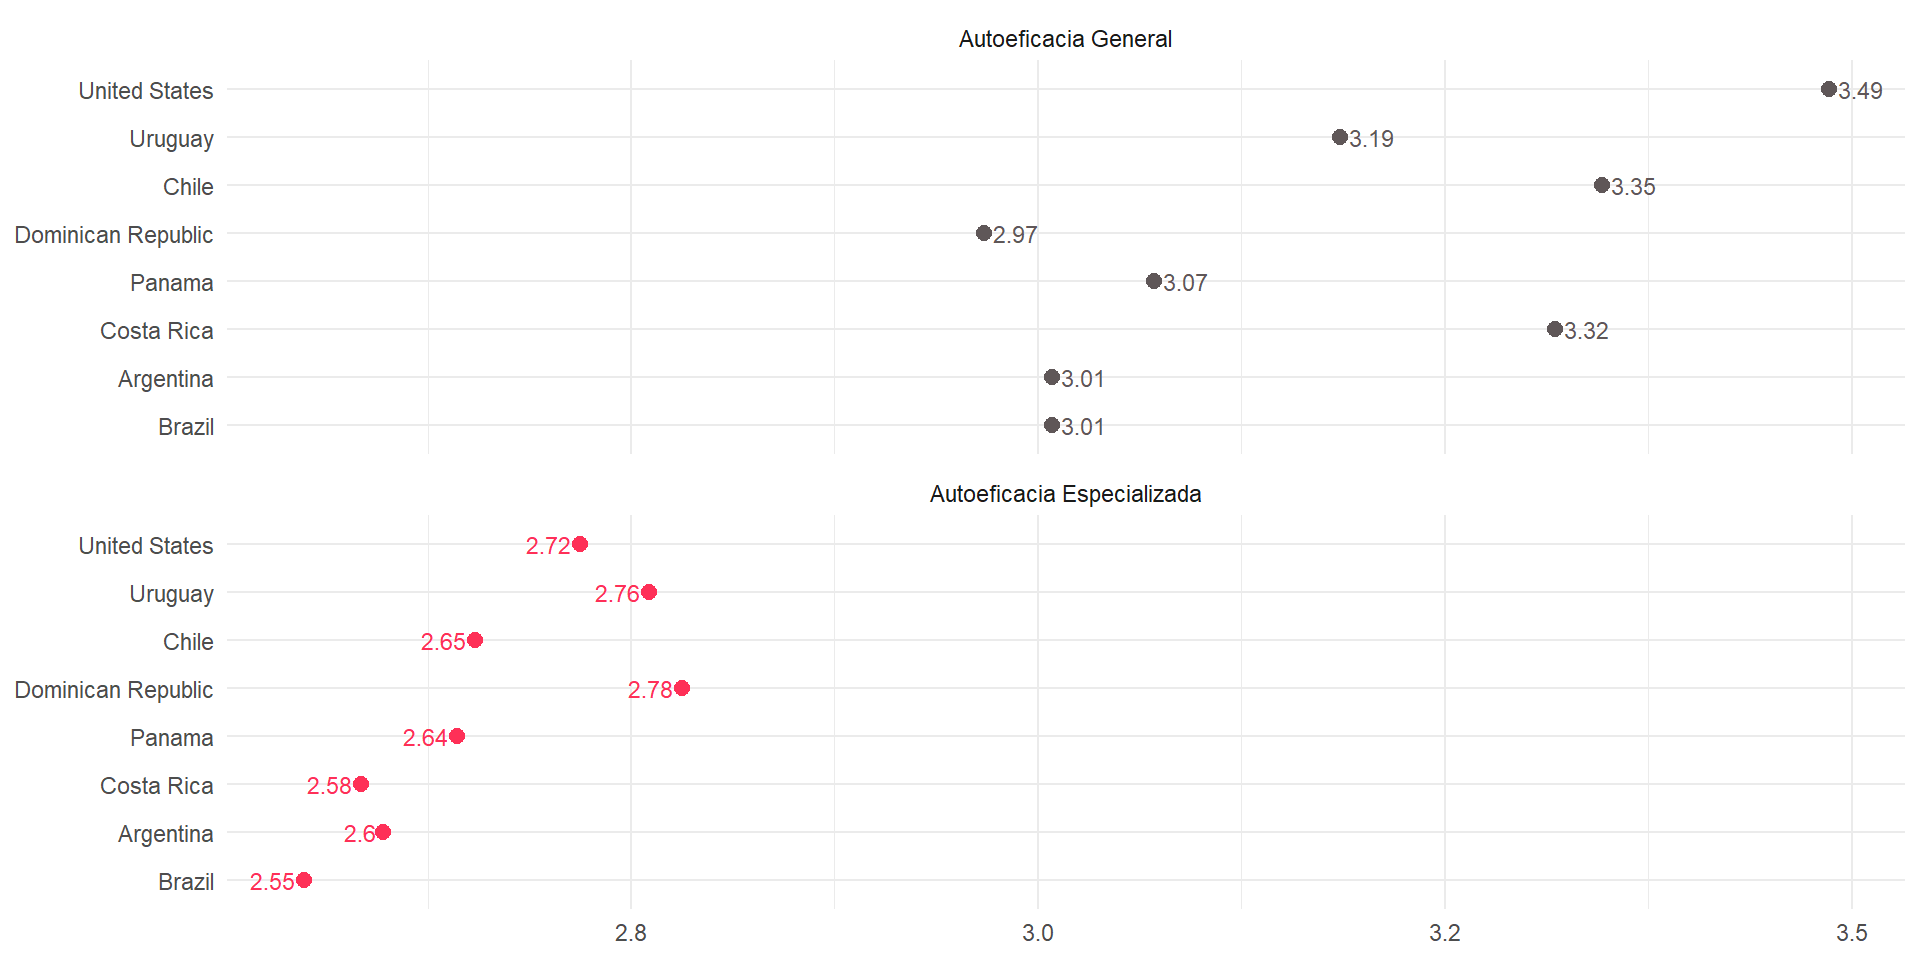 Autoeficacia General
United States 3.49
Uruguay 3.19
Chile 3.35
Dominican Republic 2.97
Panama 3.07
Costa Rica 3.32
Argentina 3.01
Brazil 3.01
Autoeficacia Especializada
United States 2.72
Uruguay 2.76
Chile 2.65
Dominican Republic 2.78
Panama 2.64
Costa Rica 2.58
Argentina 2.6
Brazil 2.55
2.8 3.0 3.2 3.5